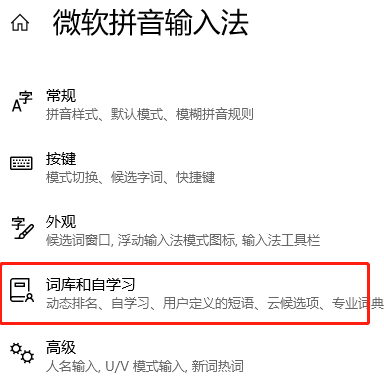 微软拼音输入法
常规
拼音样式、默认模式、模糊拼音规则
按键
模式切换、候选字词、快捷键
外观
候选词窗口, 浮动输入法模式图标, 输入法工具栏
词库和自学习
动态排名、自学习、用户定义的短语、云候选项、专业词典
高级
人名输入, U/V 模式输入, 新词热词